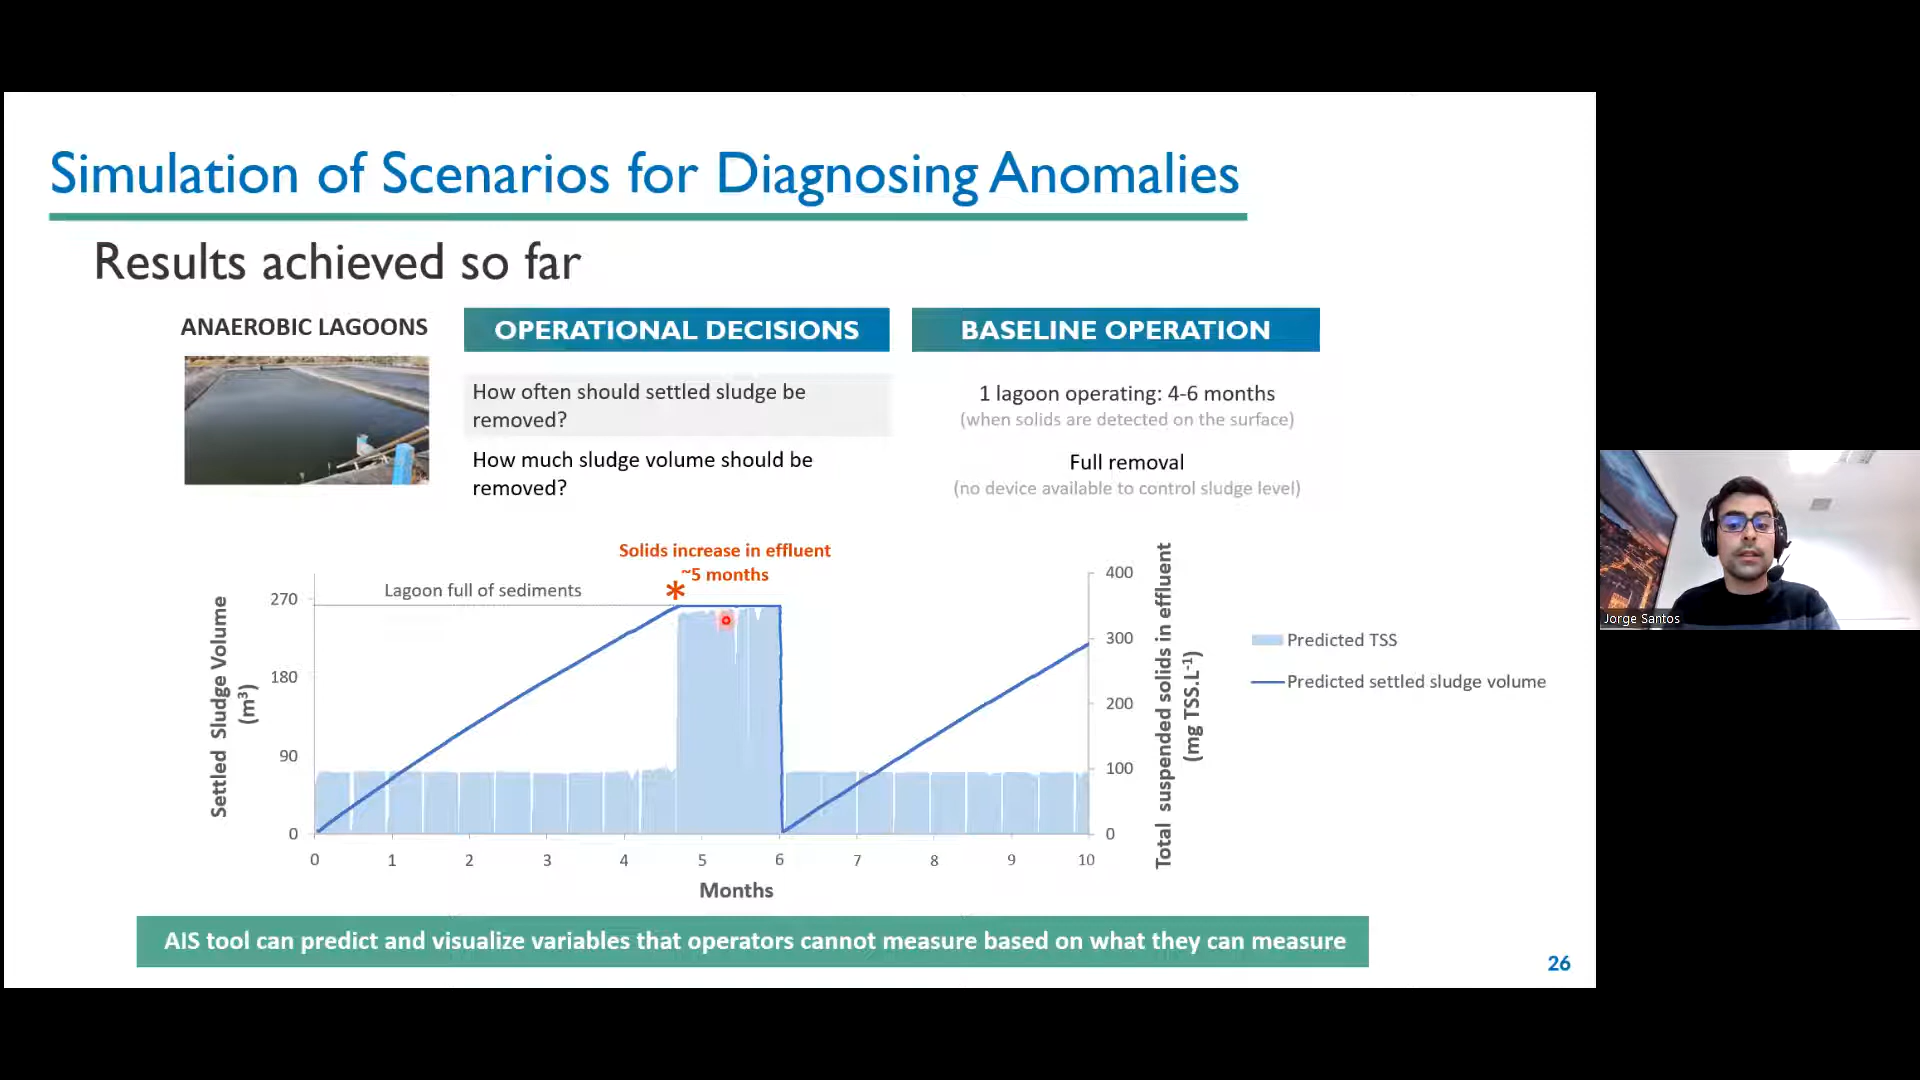 Simulation of Scenarios for Diagnosing Anomalies
Results achieved so far
ANAEROBIC LAGOONS
OPERATIONAL DECISIONS
BASELINE OPERATION
How often should settled sludge be
removed?
1 lagoon operating: 4-6 months
(when solids are detected on the surface)
How much sludge volume should be
removed?
Full removal
(no device available to control sludge level)
Solids increase in effluent
~5 months
*
Lagoon full of sediments
Settled Sludge Volume
(m³)
270
180
90
0
0 1 2 3 4 5 6 7 8 9 10
Months
400
300
200
100
0
Total suspended solids in effluent
(mg TSS.L⁻¹)
Predicted TSS
Predicted settled sludge volume
AIS tool can predict and visualize variables that operators cannot measure based on what they can measure
26
Jorge Santos